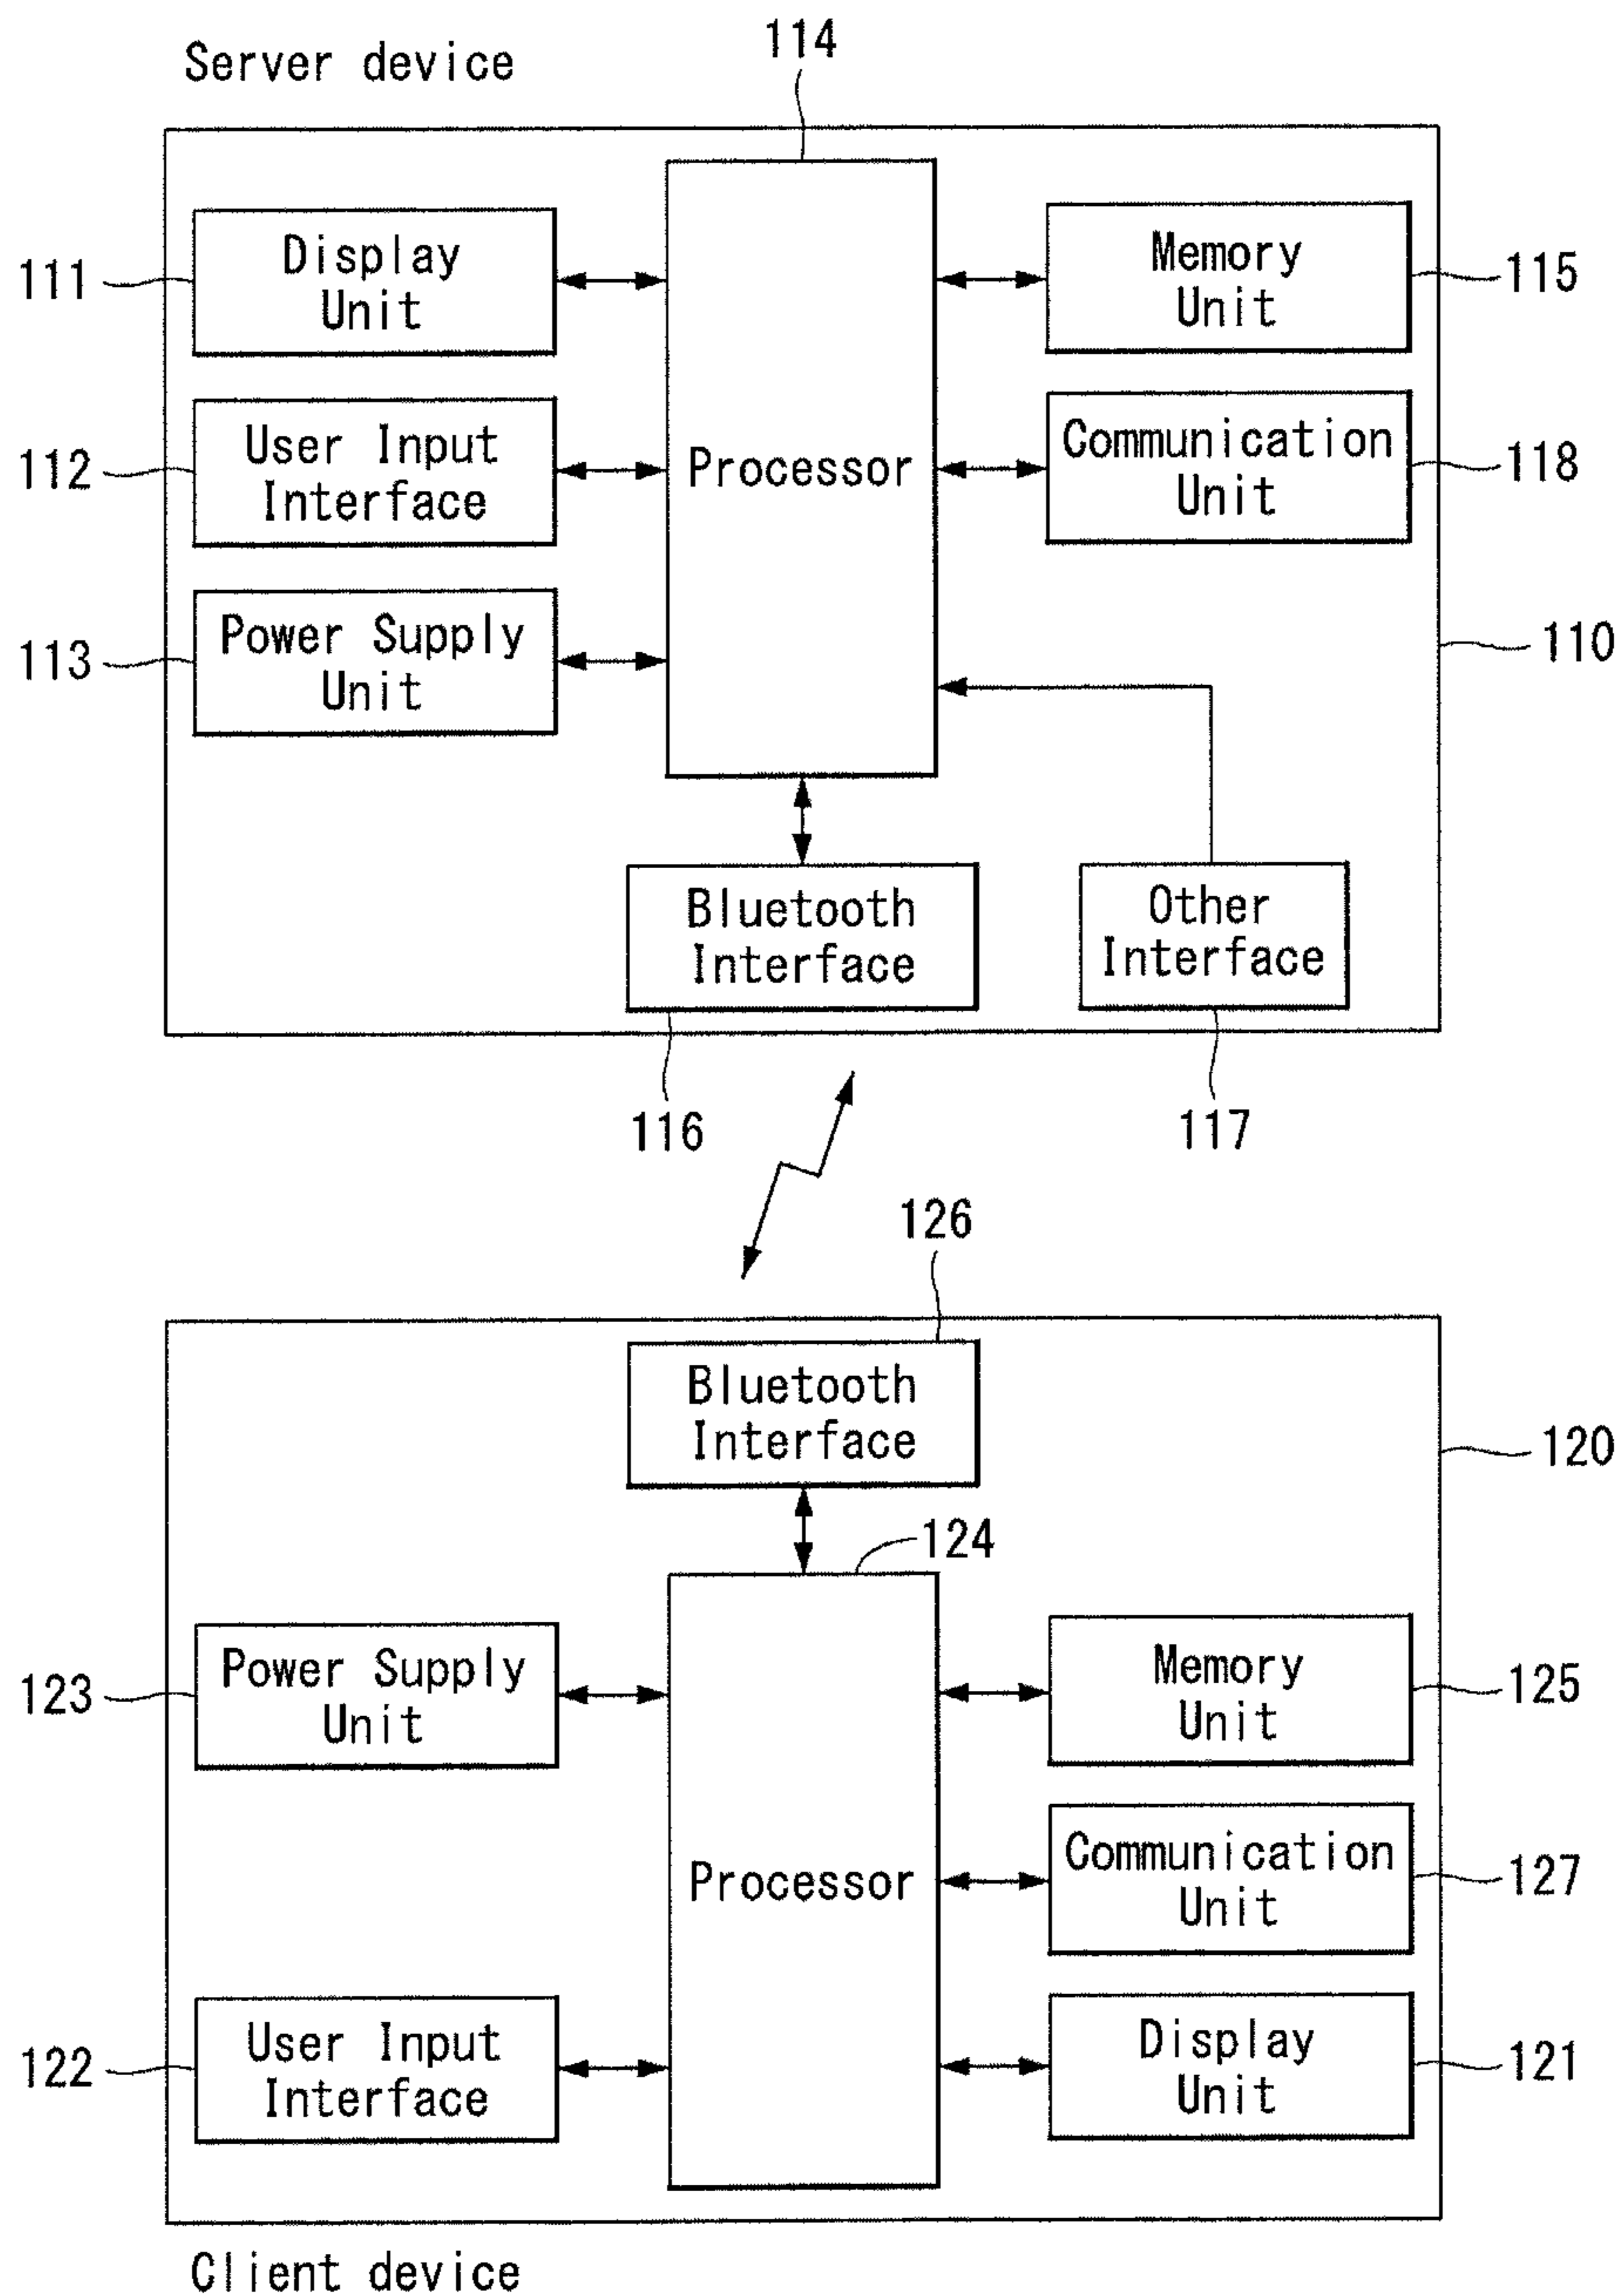 Server device
114
111
Display
Unit
Memory
Unit
115
112
User Input
Interface
Processor
Communication
Unit
118
113
Power Supply
Unit
110
Bluetooth
Interface
Other
Interface
116
117
126
Bluetooth
Interface
120
124
123
Power Supply
Unit
Memory
Unit
125
Processor
Communication
Unit
127
122
User Input
Interface
Display
Unit
121
Client device